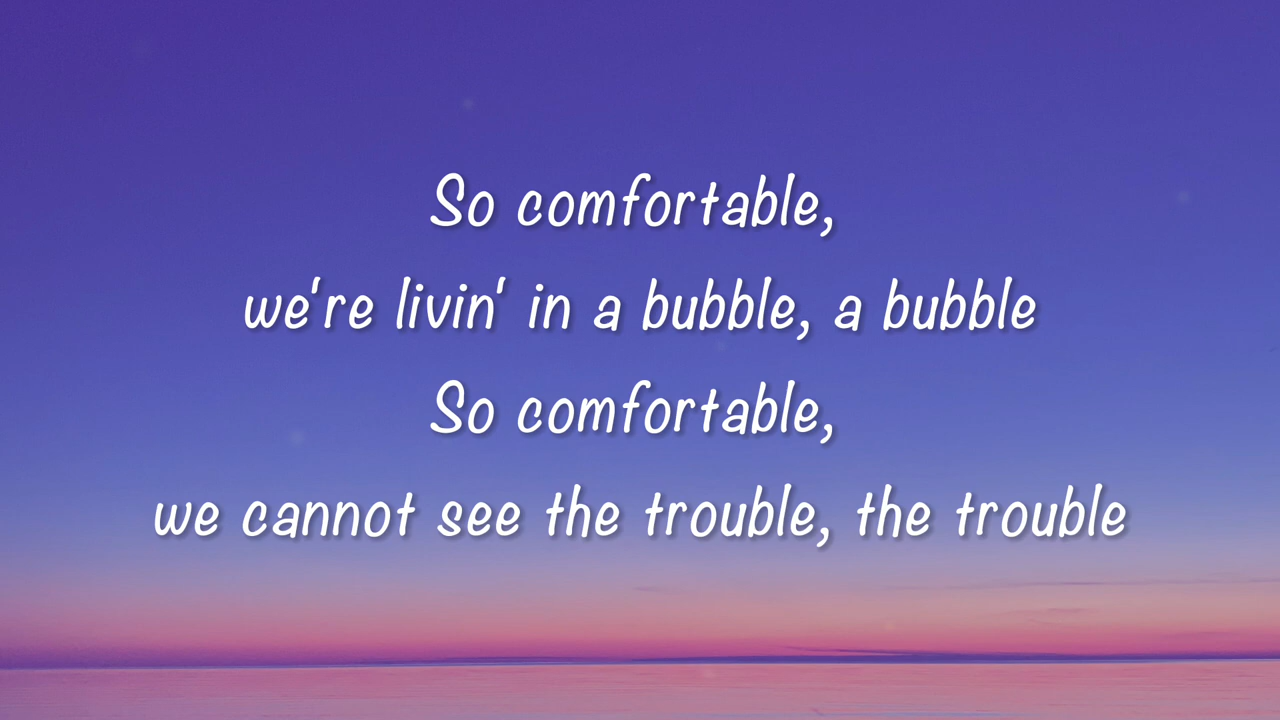 So comfortable,
we're livin' in a bubble, a bubble
So comfortable,
we cannot see the trouble, the trouble